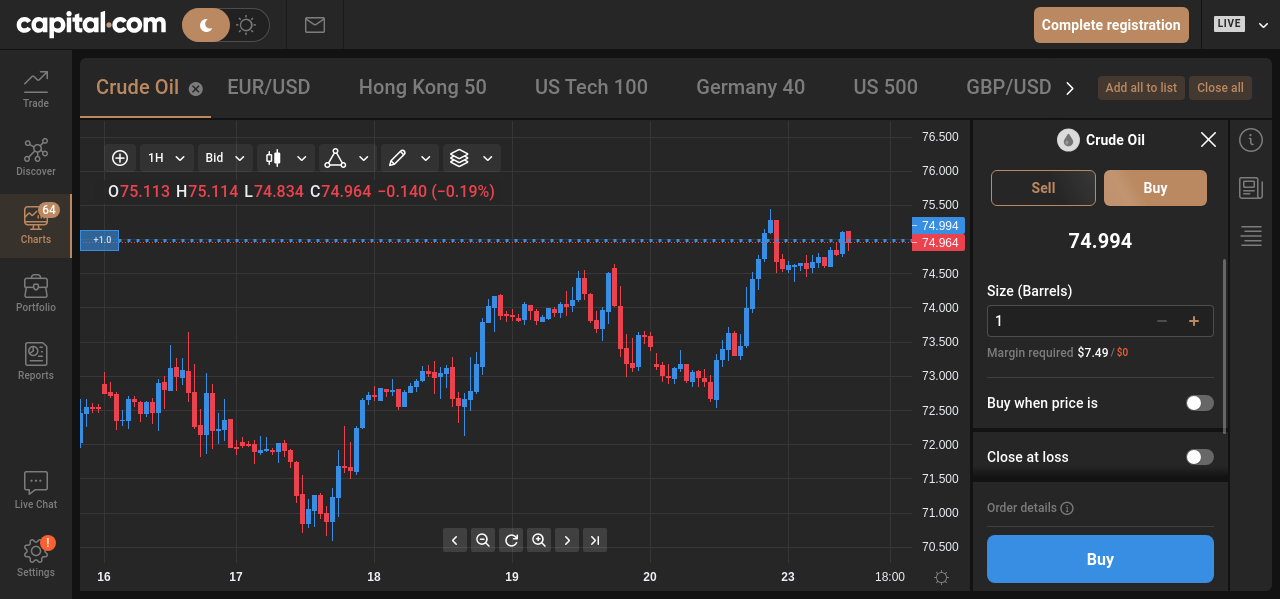 capital.com
Complete registration
LIVE
Trade
Discover
64
Charts
Portfolio
Reports
Live Chat
!
Settings
Crude Oil EUR/USD Hong Kong 50 US Tech 100 Germany 40 US 500 GBP/USD
Add all to list Close all
1H Bid
O75.113 H75.114 L74.834 C74.964 −0.140 (−0.19%)
+1.0
76.500
76.000
75.500
74.994
74.964
74.500
74.000
73.500
73.000
72.500
72.000
71.500
71.000
70.500
16 17 18 19 20 23 18:00
Crude Oil
Sell Buy
74.994
Size (Barrels)
1 − +
Margin required $7.49 / $0
Buy when price is
Close at loss
Order details i
Buy
i